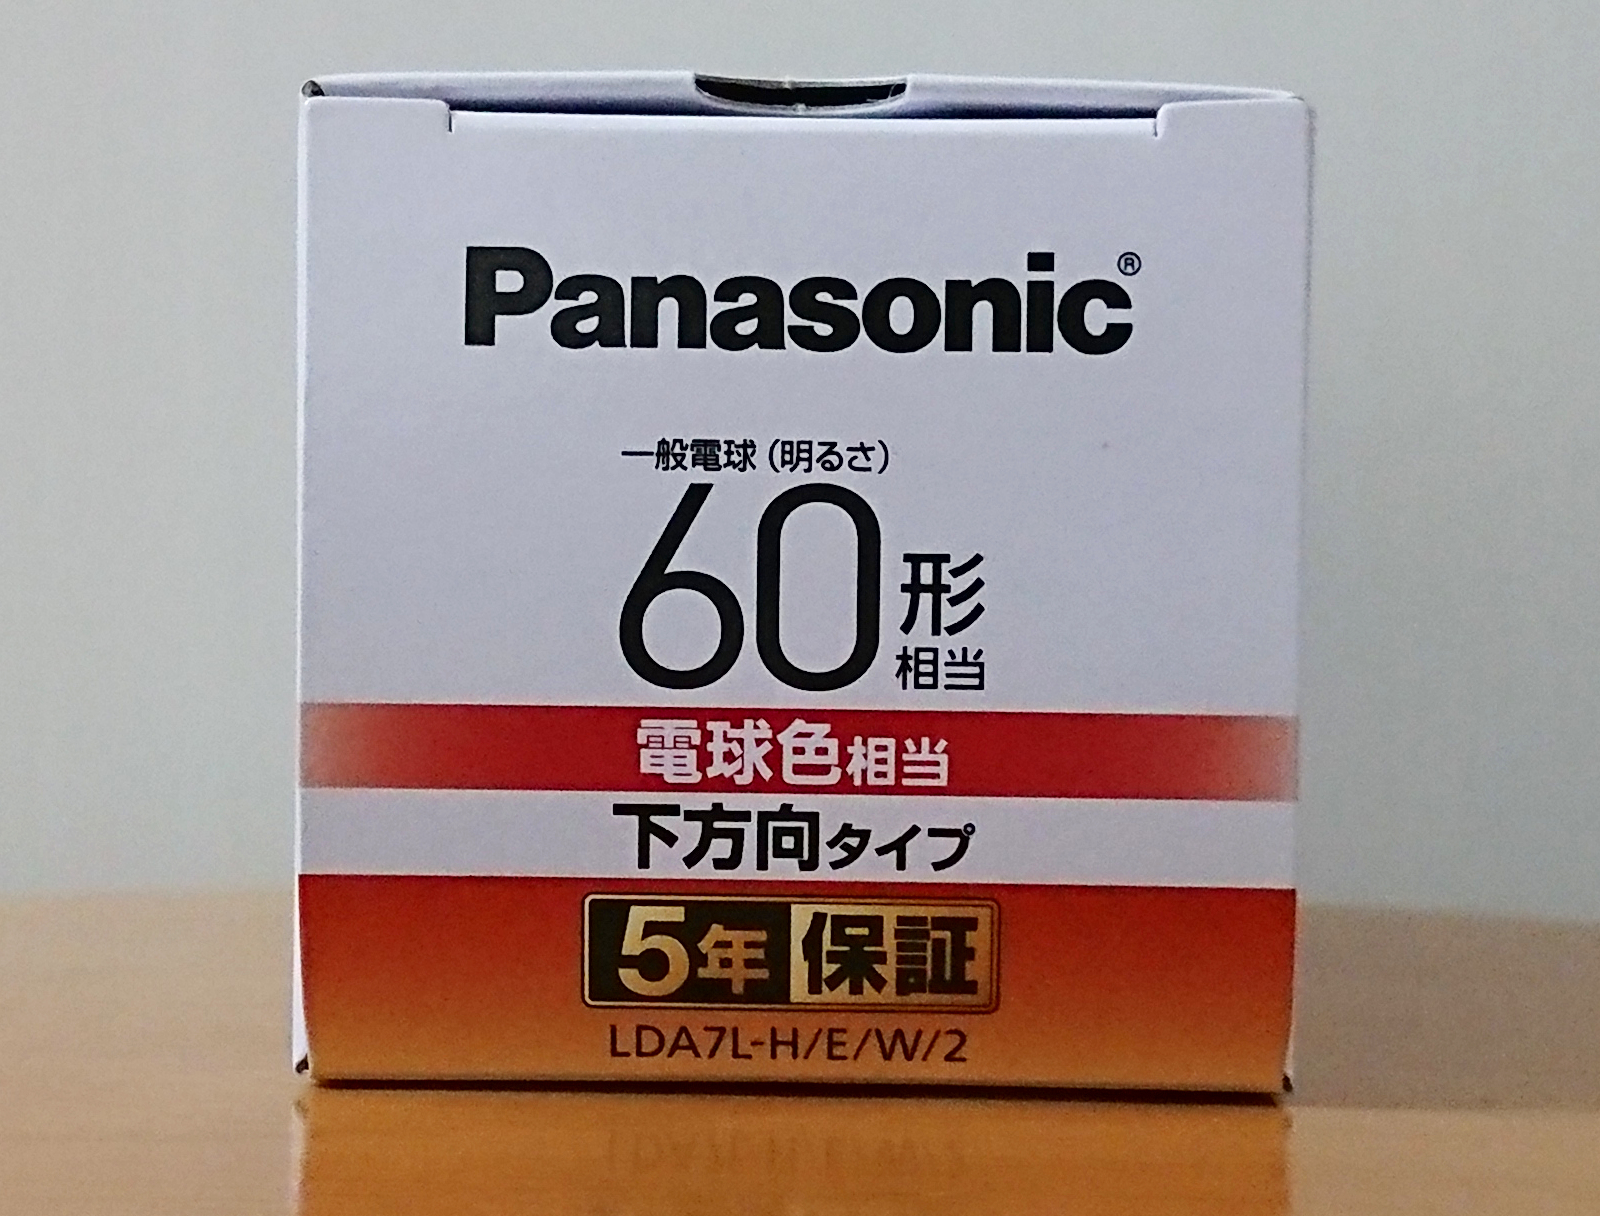 Panasonic®
一般電球（明るさ）
60形
相当
電球色相当
下方向タイプ
5年保証
LDA7L-H/E/W/2